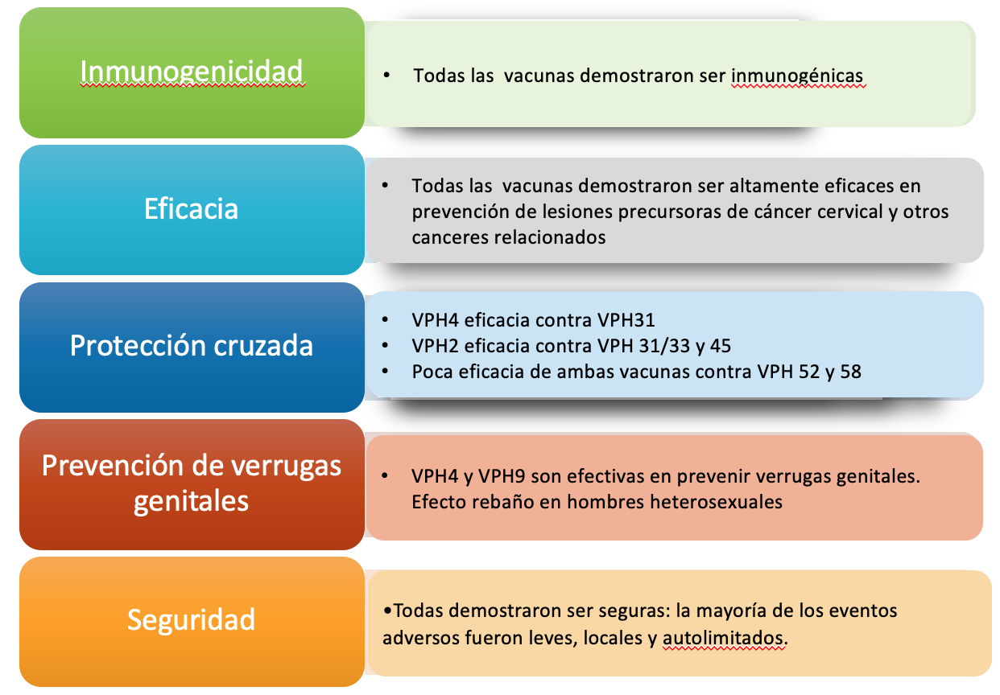 Inmunogenicidad
• Todas las  vacunas demostraron ser inmunogénicas
Eficacia
• Todas las  vacunas demostraron ser altamente eficaces en
prevención de lesiones precursoras de cáncer cervical y otros
canceres relacionados
Protección cruzada
• VPH4 eficacia contra VPH31
• VPH2 eficacia contra VPH 31/33 y 45
• Poca eficacia de ambas vacunas contra VPH 52 y 58
Prevención de verrugas
genitales
• VPH4 y VPH9 son efectivas en prevenir verrugas genitales.
Efecto rebaño en hombres heterosexuales
Seguridad
•Todas demostraron ser seguras: la mayoría de los eventos
adversos fueron leves, locales y autolimitados.